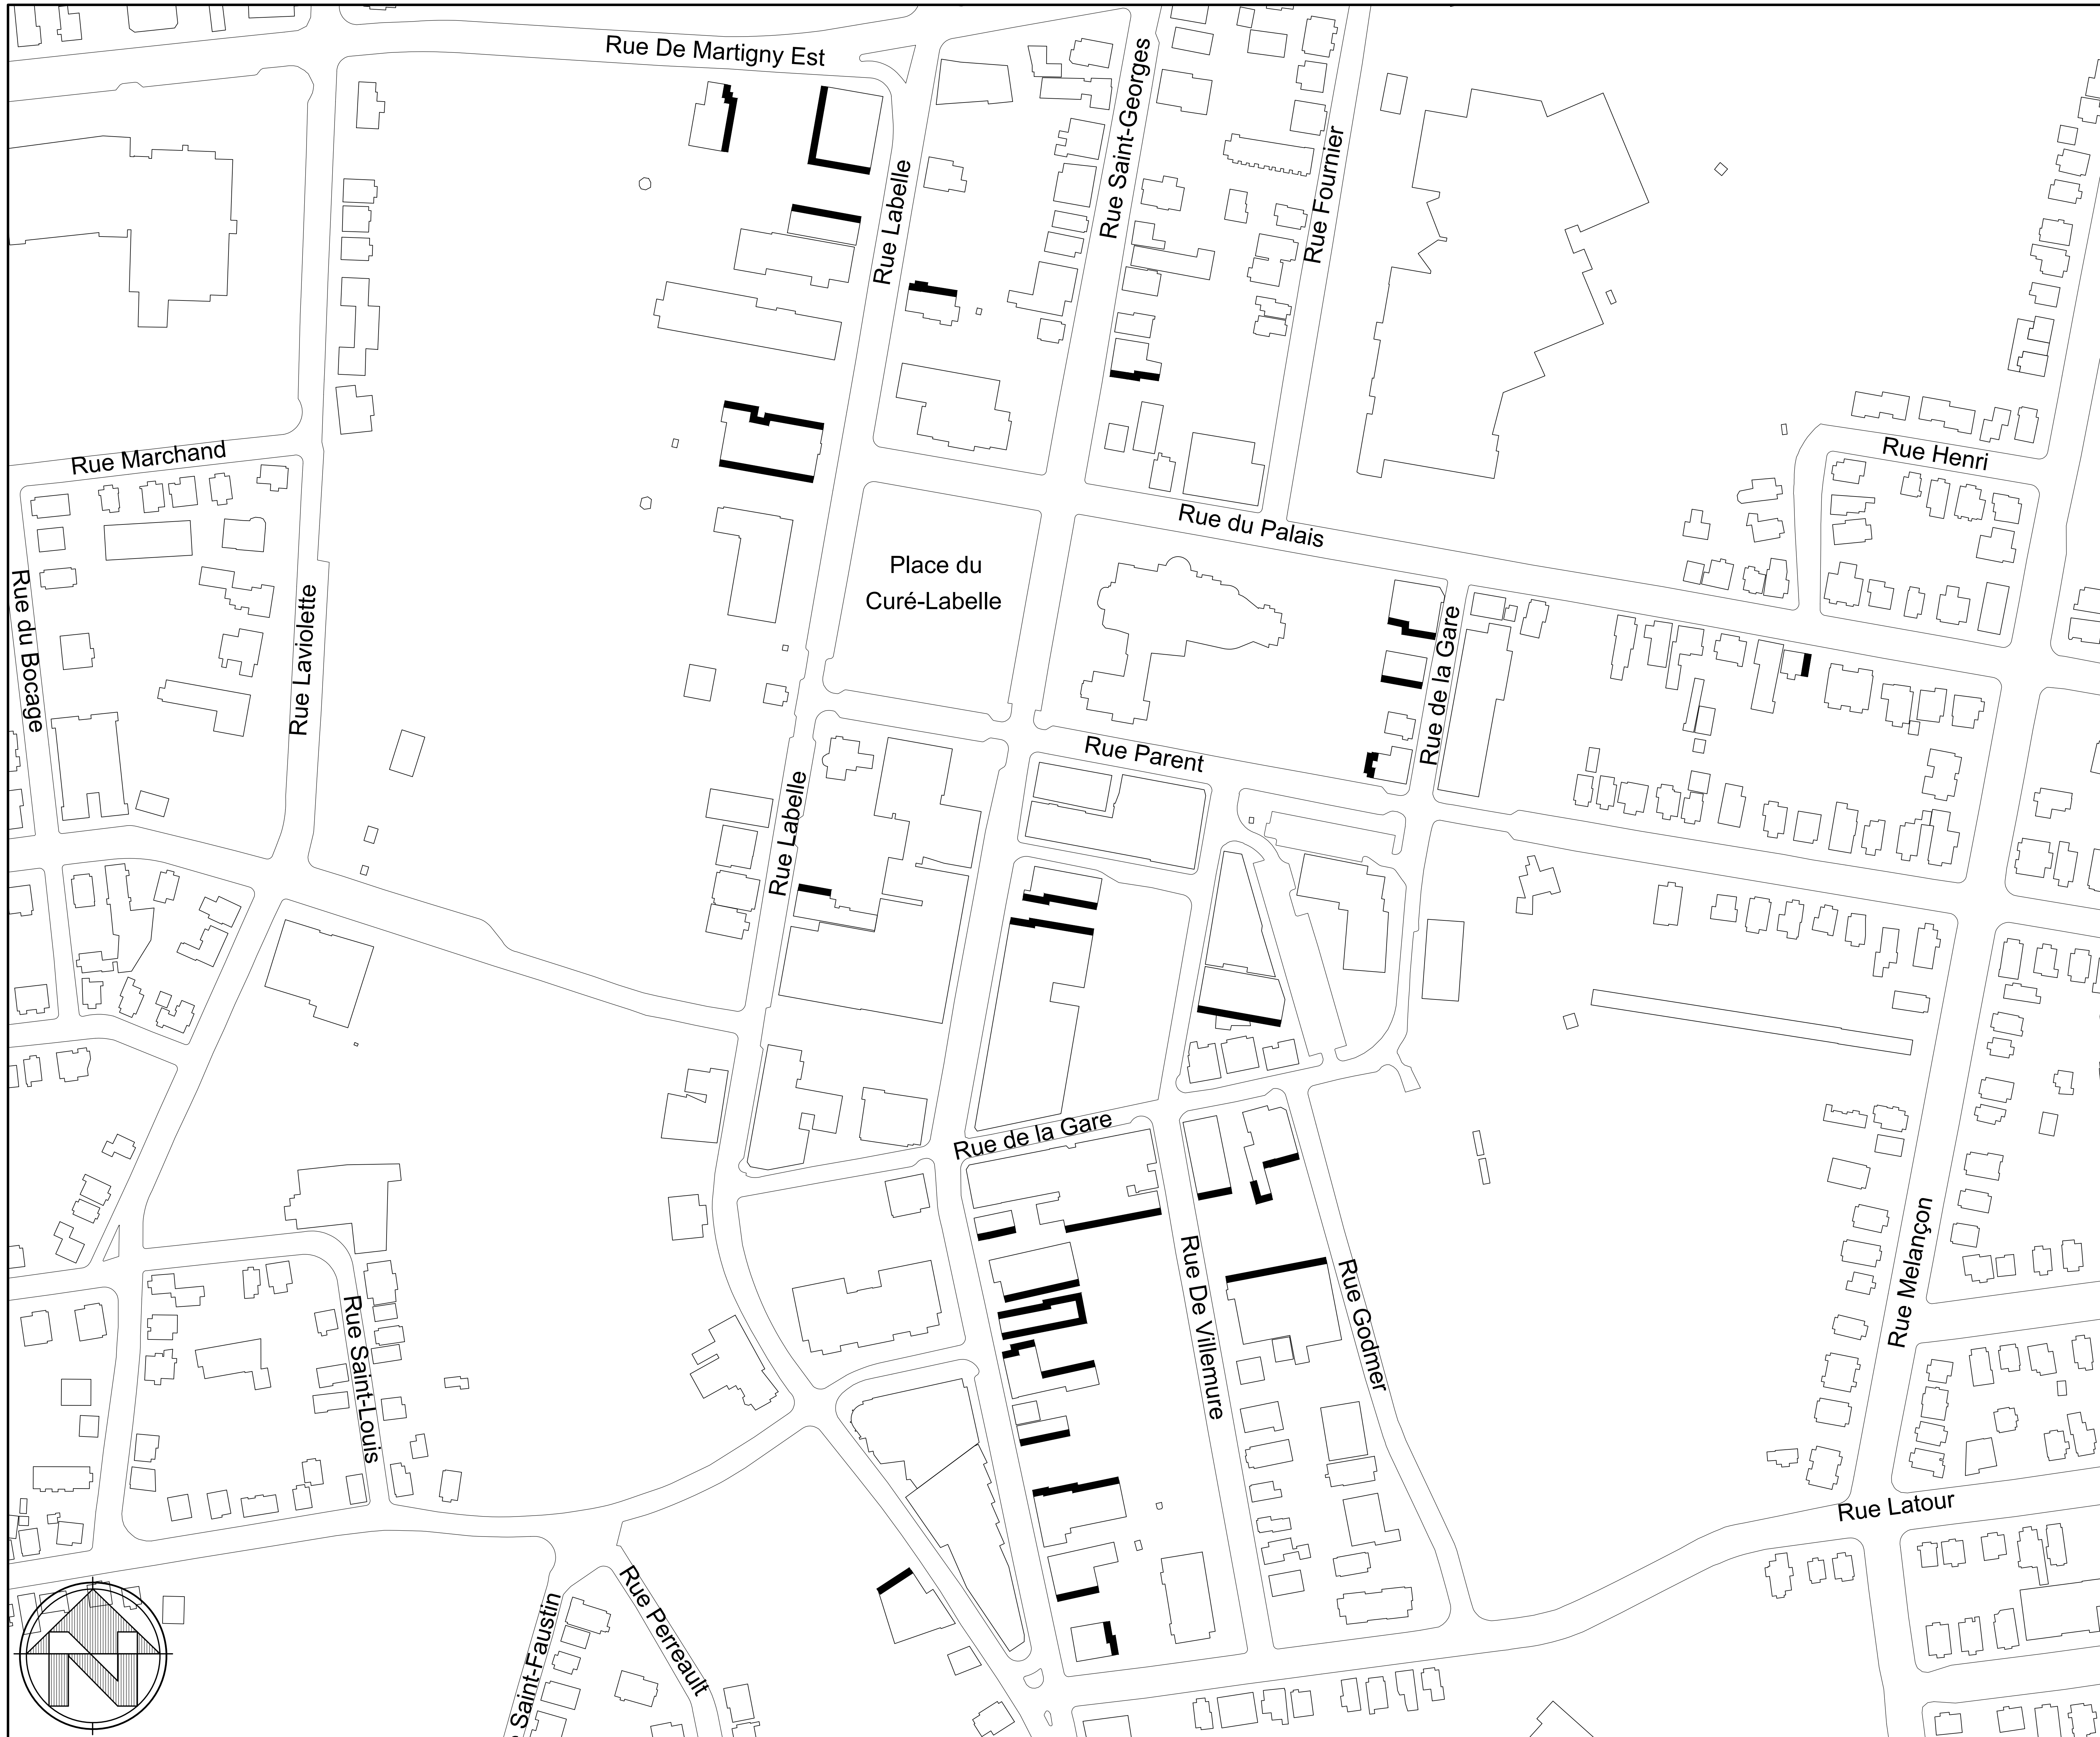 Rue De Martigny Est
Rue Saint-Georges
Rue Fournier
Rue Labelle
Rue Marchand
Rue Henri
Rue du Palais
Place du
Curé-Labelle
Rue du Bocage
Rue Laviolette
Rue de la Gare
Rue Parent
Rue Labelle
Rue de la Gare
Rue Melançon
Rue De Villemure
Rue Godmer
Rue Saint-Louis
Rue Latour
Rue Perreault
Saint-Faustin
N